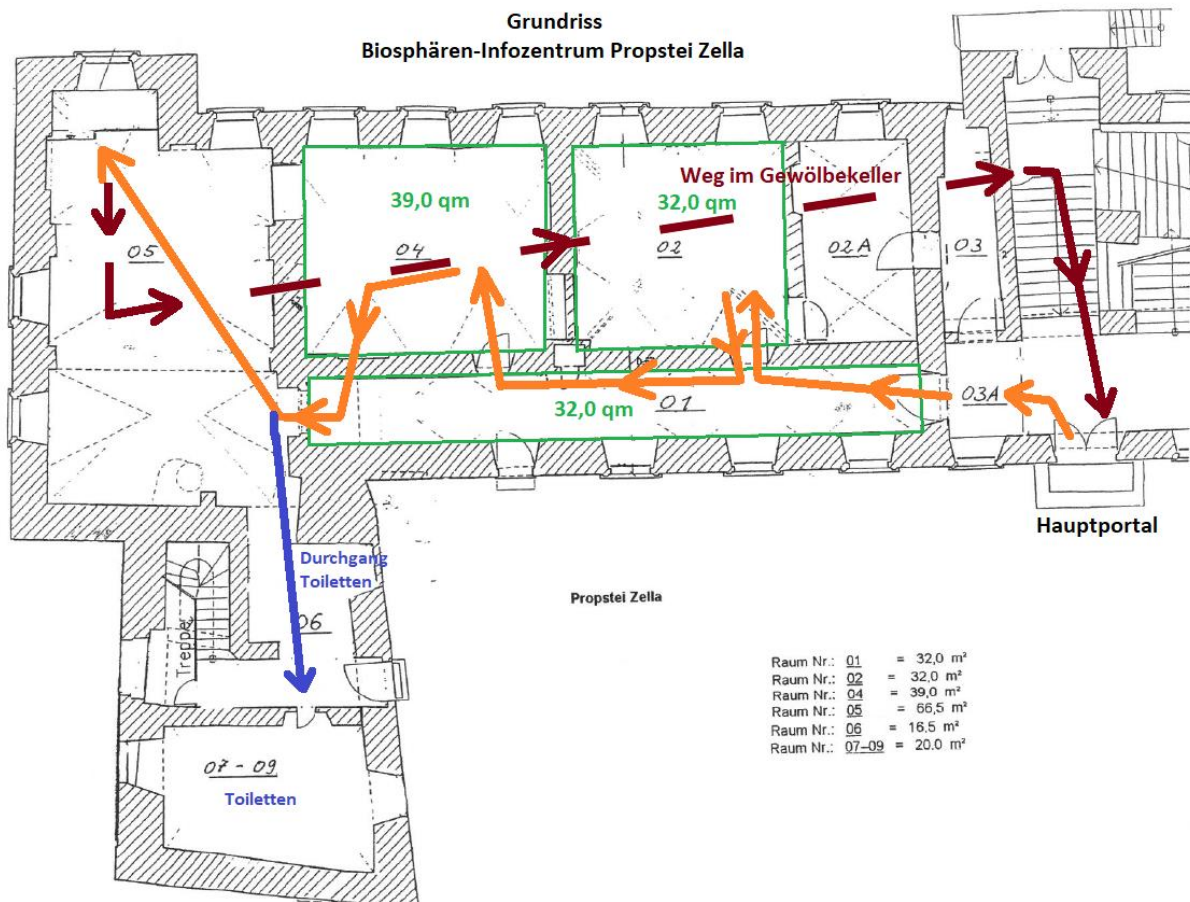 Grundriss
Biosphären-Infozentrum Propstei Zella
Weg im Gewölbekeller
39,0 qm
32,0 qm
05
04
02
02A
03
32,0 qm
01
03A
Hauptportal
Durchgang
Toiletten
06
Treppe
07 - 09
Toiletten
Propstei Zella
Raum Nr.: 01 = 32,0 m²
Raum Nr.: 02 = 32,0 m²
Raum Nr.: 04 = 39,0 m²
Raum Nr.: 05 = 66,5 m²
Raum Nr.: 06 = 16,5 m²
Raum Nr.: 07–09 = 20.0 m²